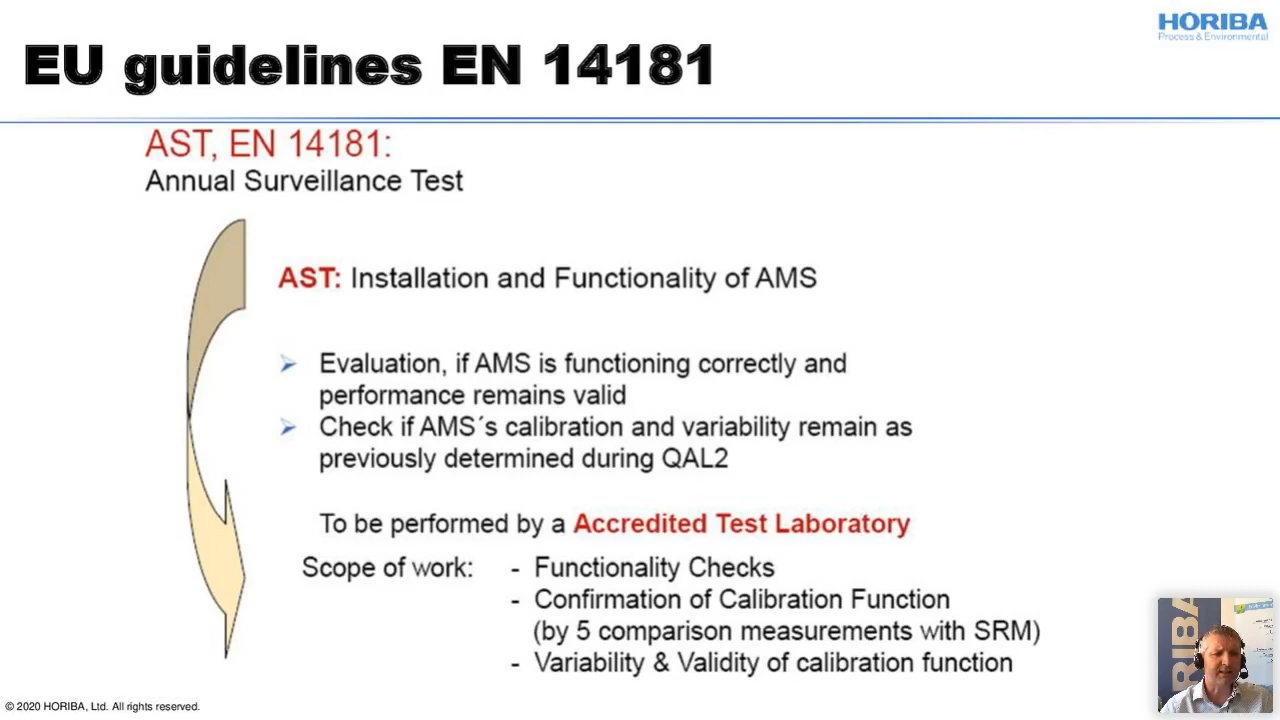 HORIBA
Process & Environmental
EU guidelines EN 14181
AST, EN 14181:
Annual Surveillance Test
AST: Installation and Functionality of AMS
➢ Evaluation, if AMS is functioning correctly and
performance remains valid
➢ Check if AMS´s calibration and variability remain as
previously determined during QAL2
To be performed by a Accredited Test Laboratory
Scope of work: - Functionality Checks
- Confirmation of Calibration Function
(by 5 comparison measurements with SRM)
- Variability & Validity of calibration function
© 2020 HORIBA, Ltd. All rights reserved.
RIBA